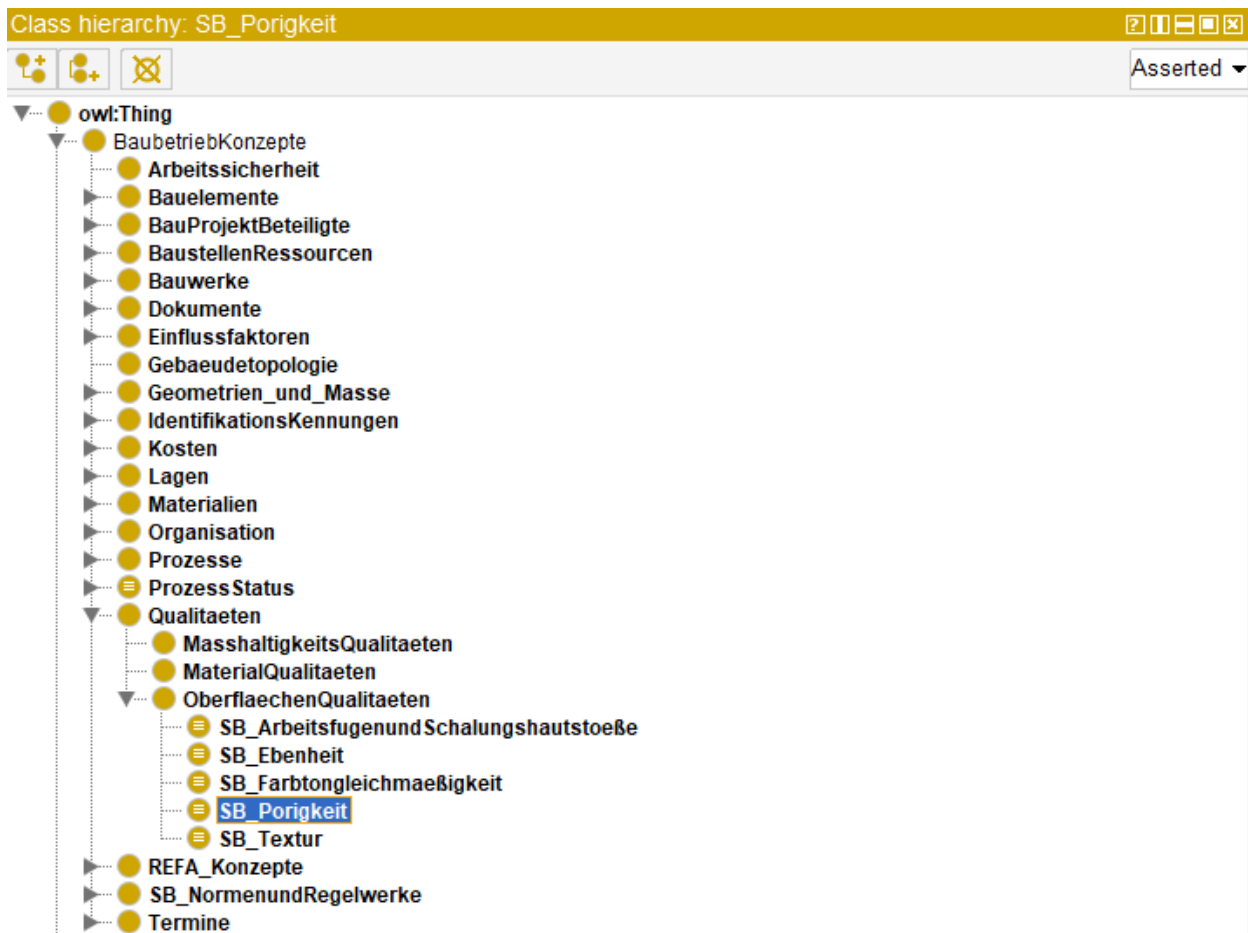 Class hierarchy: SB_Porigkeit
Asserted
owl:Thing
BaubetriebKonzepte
Arbeitssicherheit
Bauelemente
BauProjektBeteiligte
BaustellenRessourcen
Bauwerke
Dokumente
Einflussfaktoren
Gebaeudetopologie
Geometrien_und_Masse
IdentifikationsKennungen
Kosten
Lagen
Materialien
Organisation
Prozesse
ProzessStatus
Qualitaeten
MasshaltigkeitsQualitaeten
MaterialQualitaeten
OberflaechenQualitaeten
SB_ArbeitsfugenundSchalungshautstoeße
SB_Ebenheit
SB_Farbtongleichmaeßigkeit
SB_Porigkeit
SB_Textur
REFA_Konzepte
SB_NormenundRegelwerke
Termine